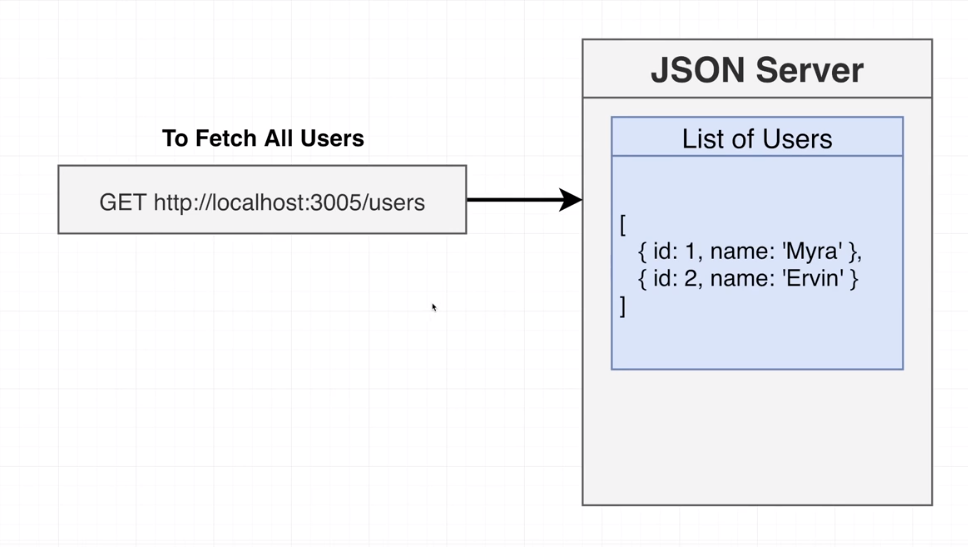 JSON Server
To Fetch All Users
List of Users
GET http://localhost:3005/users
[
{ id: 1, name: 'Myra' },
{ id: 2, name: 'Ervin' }
]